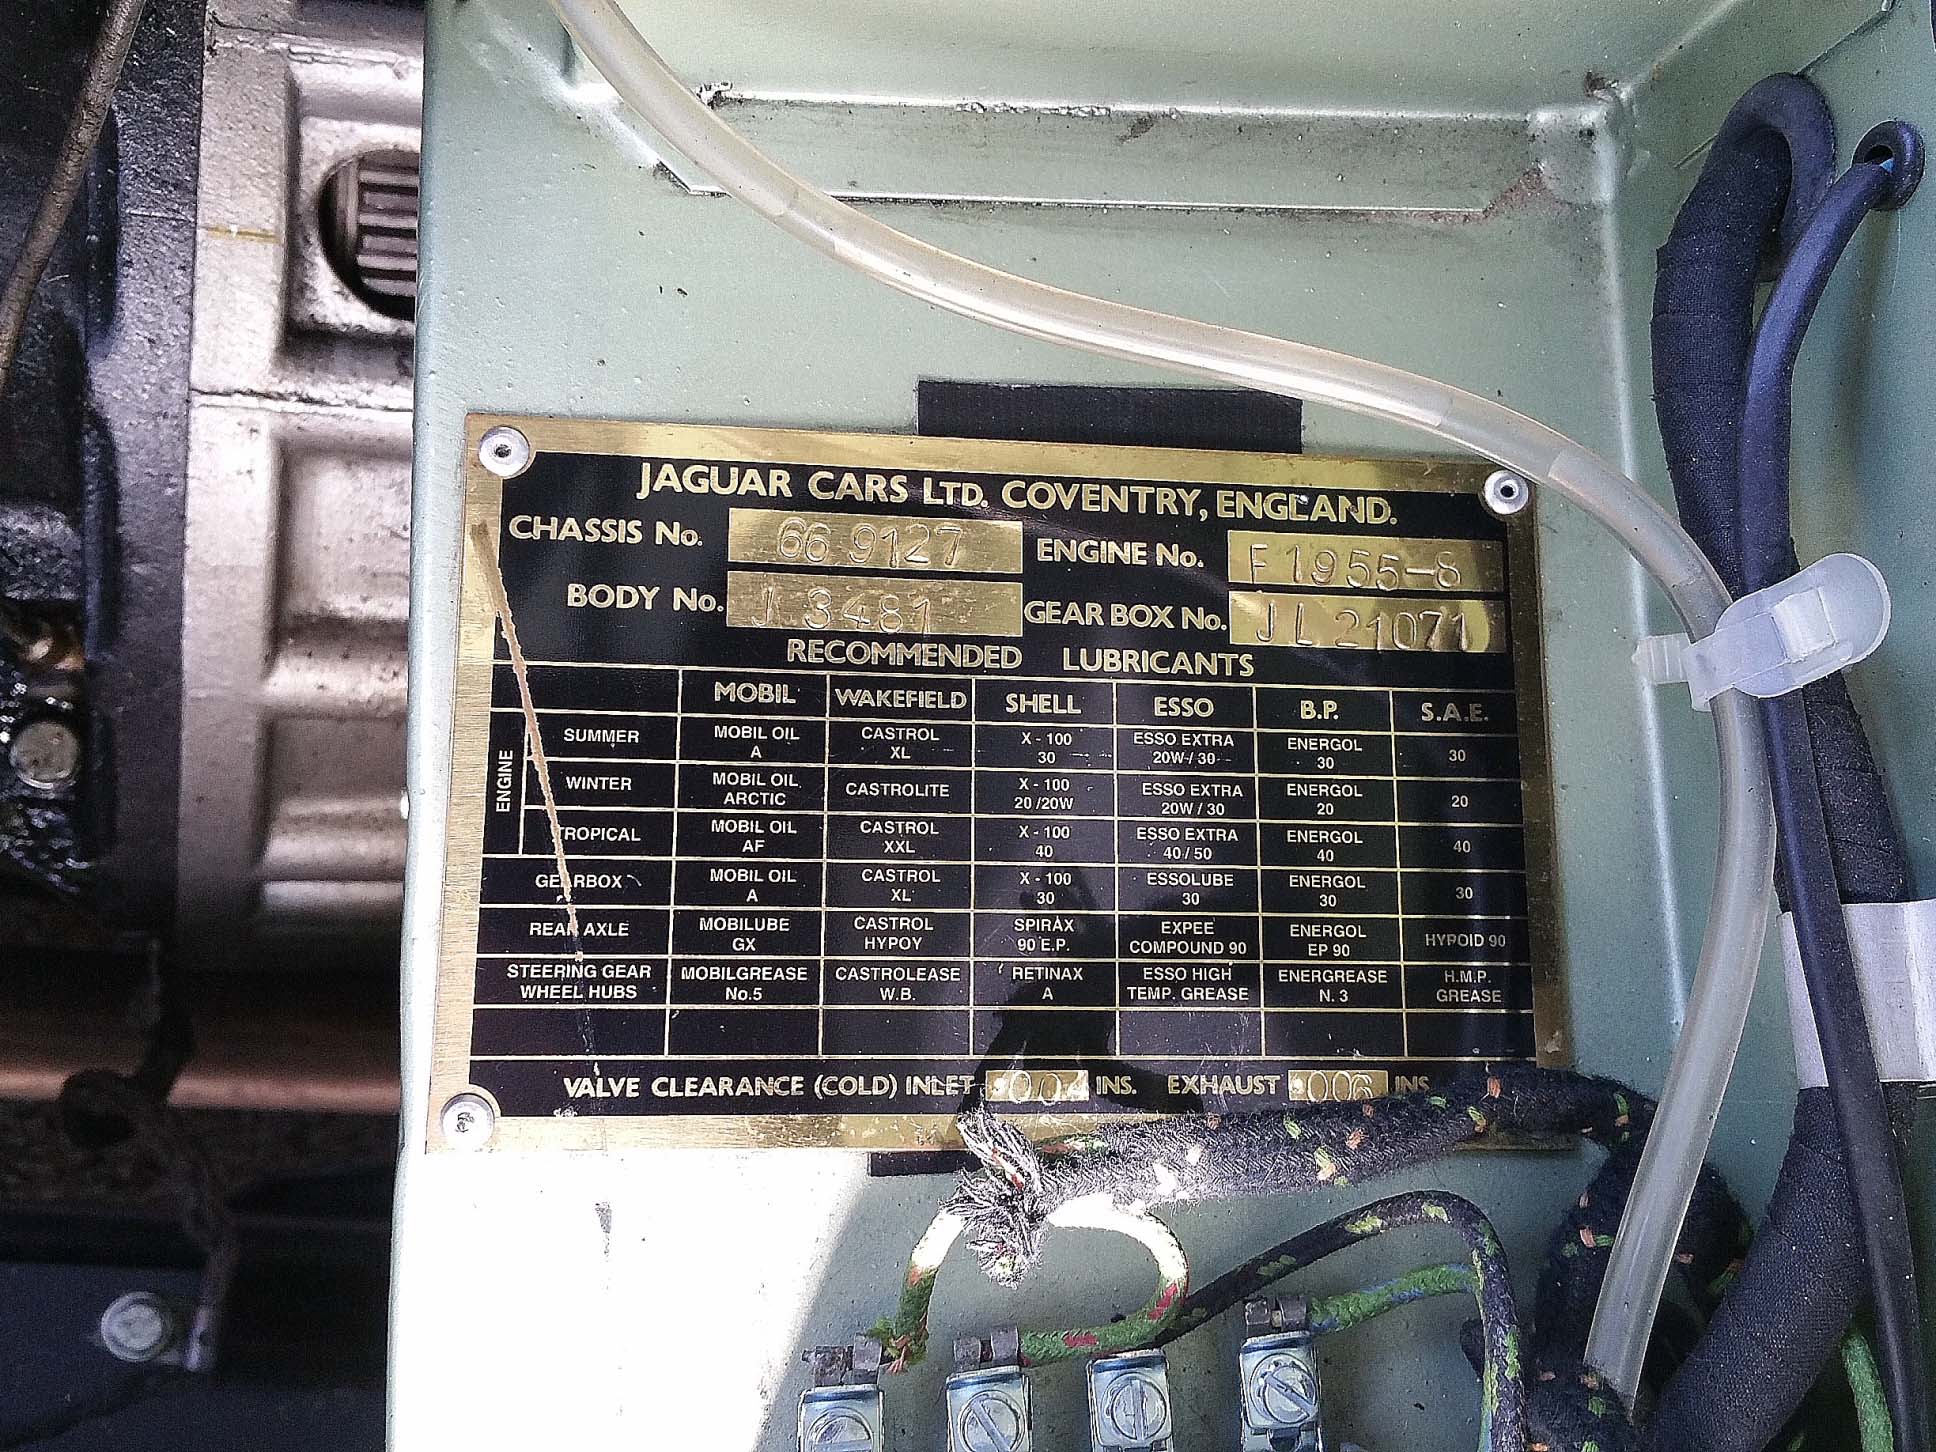 JAGUAR CARS LTD. COVENTRY, ENGLAND.
CHASSIS No. 66 9127 ENGINE No. F 1955-8
BODY No. J 3481 GEAR BOX No. JL 21071
RECOMMENDED LUBRICANTS
MOBIL WAKEFIELD SHELL ESSO B.P. S.A.E.
ENGINE
SUMMER MOBIL OIL A CASTROL XL X - 100 30 ESSO EXTRA 20W / 30 ENERGOL 30 30
WINTER MOBIL OIL ARCTIC CASTROLITE X - 100 20 /20W ESSO EXTRA 20W / 30 ENERGOL 20 20
TROPICAL MOBIL OIL AF CASTROL XXL X - 100 40 ESSO EXTRA 40 / 50 ENERGOL 40 40
GEARBOX MOBIL OIL A CASTROL XL X - 100 30 ESSOLUBE 30 ENERGOL 30 30
REAR AXLE MOBILUBE GX CASTROL HYPOY SPIRAX 90 E.P. EXPEE COMPOUND 90 ENERGOL EP 90 HYPOID 90
STEERING GEAR WHEEL HUBS MOBILGREASE No.5 CASTROLEASE W.B. RETINAX A ESSO HIGH TEMP. GREASE ENERGREASE N. 3 H.M.P. GREASE
VALVE CLEARANCE (COLD) INLET .004 INS. EXHAUST .006 INS